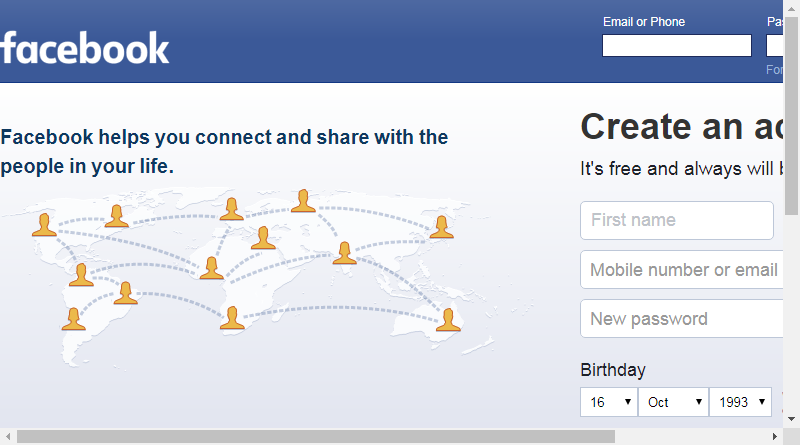 facebook
Email or Phone
Pas
For
Facebook helps you connect and share with the
people in your life.
Create an ac
It's free and always will b
First name
Mobile number or email
New password
Birthday
16
Oct
1993